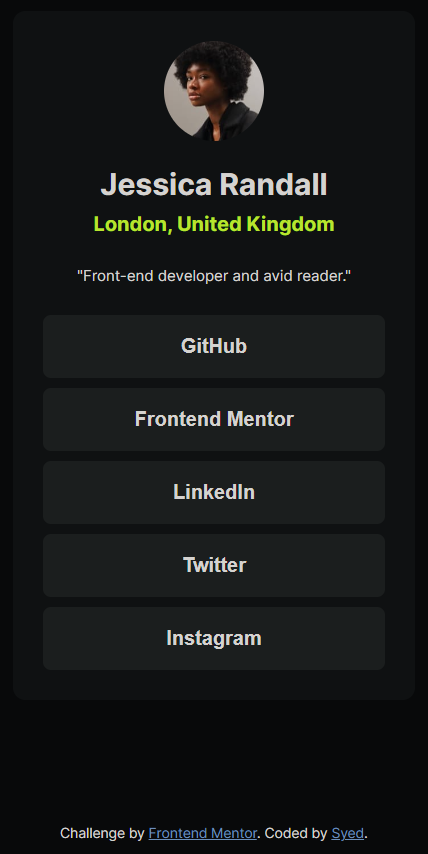 Jessica Randall
London, United Kingdom
"Front-end developer and avid reader."
GitHub
Frontend Mentor
LinkedIn
Twitter
Instagram
Challenge by Frontend Mentor. Coded by Syed.